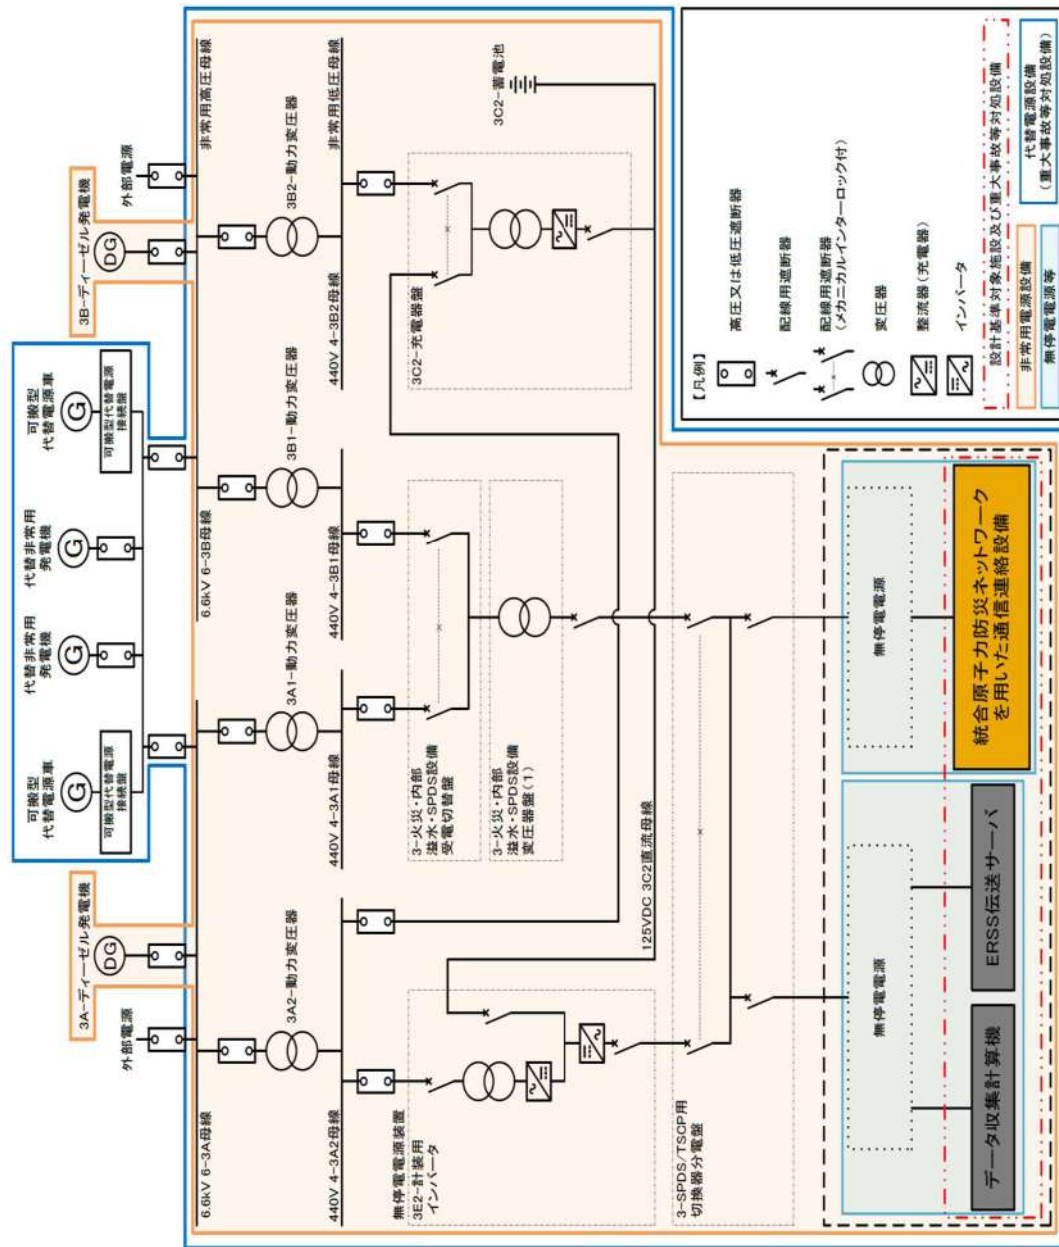 外部電源
3A-ディーゼル発電機
DG
可搬型
代替電源車
G
可搬型代替電源
接続盤
代替非常用
発電機
G
代替非常用
発電機
G
可搬型
代替電源車
G
可搬型代替電源
接続盤
3B-ディーゼル発電機
DG
外部電源
6.6kV 6-3A母線
6.6kV 6-3B母線
非常用高圧母線
3A2-動力変圧器
3A1-動力変圧器
3B1-動力変圧器
3B2-動力変圧器
440V 4-3A2母線
440V 4-3A1母線
440V 4-3B1母線
440V 4-3B2母線
非常用低圧母線
無停電電源装置
3E2-計装用
インバータ
3-火災・内部
溢水・SPDS設備
受電切替盤
3-火災・内部
溢水・SPDS設備
変圧器盤(1)
3C2-充電器盤
3C2-蓄電池
125VDC 3C2直流母線
3-SPDS/TSCP用
切換器分電盤
無停電電源
無停電電源
データ収集計算機
ERSS伝送サーバ
統合原子力防災ネットワーク
を用いた通信連絡設備
【凡例】
高圧又は低圧遮断器
配線用遮断器
配線用遮断器
(メカニカルインターロック付)
変圧器
整流器(充電器)
インバータ
設計基準対象施設及び重大事故等対処設備
非常用電源設備
無停電電源等
代替電源設備
(重大事故等対処設備)